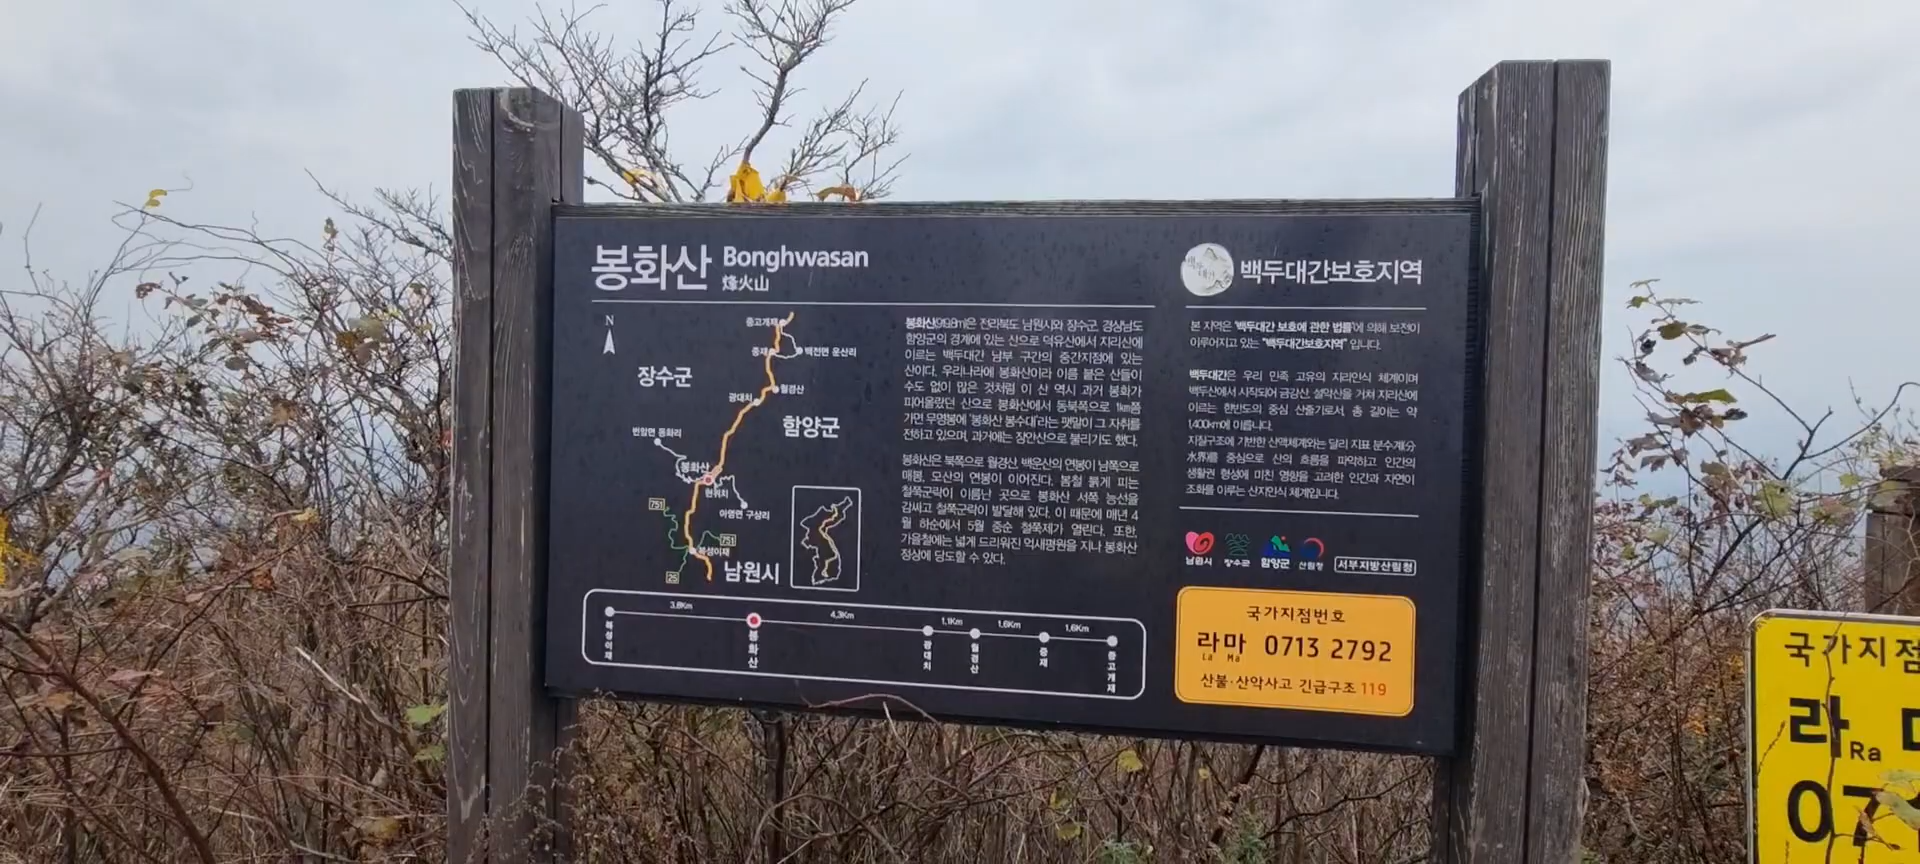 봉화산 Bonghwasan
烽火山
백두대간보호지역
N
중고개재
중재
백전면 운산리
장수군
월경산
광대치
함양군
번암면 동화리
봉화산
현위치
아영면 구상리
751
751
복성이재
남원시
25
봉화산(919.8m)은 전라북도 남원시와 장수군, 경상남도
함양군의 경계에 있는 산으로 덕유산에서 지리산에
이르는 백두대간 남부 구간의 중간지점에 있는
산이다. 우리나라에 봉화산이라 이름 붙은 산들이
수도 없이 많은 것처럼 이 산 역시 과거 봉화가
피어올랐던 산으로 봉화산에서 동북쪽으로 1km쯤
가면 무명봉에 '봉화산 봉수대'라는 팻말이 그 자취를
전하고 있으며, 과거에는 장안산으로 불리기도 했다.
봉화산은 북쪽으로 월경산, 백운산의 연봉이 남쪽으로
매봉, 모산의 연봉이 이어진다. 봄철 붉게 피는
철쭉군락이 이름난 곳으로 봉화산 서쪽 능선을
감싸고 철쭉군락이 발달해 있다. 이 때문에 매년 4
월 하순에서 5월 중순 철쭉제가 열린다. 또한,
가을철에는 넓게 드리워진 억새평원을 지나 봉화산
정상에 당도할 수 있다.
본 지역은 "백두대간 보호에 관한 법률"에 의해 보전이
이루어지고 있는 "백두대간보호지역" 입니다.
백두대간은 우리 민족 고유의 지리인식 체계이며
백두산에서 시작되어 금강산, 설악산을 거쳐 지리산에
이르는 한반도의 중심 산줄기로서, 총 길이는 약
1,400km에 이릅니다.
지질구조에 기반한 산맥체계와는 달리 지표 분수계(分
水界)를 중심으로 산의 흐름을 파악하고 인간의
생활권 형성에 미친 영향을 고려한 인간과 자연이
조화를 이루는 산지인식 체계입니다.
남원시 장수군 함양군 산림청 서부지방산림청
3.8Km 4.3Km 1.1Km 1.6Km 1.6Km
복성이재 봉화산 광대치 월경산 중재 중고개재
국가지점번호
라마 0713 2792
La Ma
산불·산악사고 긴급구조 119
국가지점
라 Ra
07